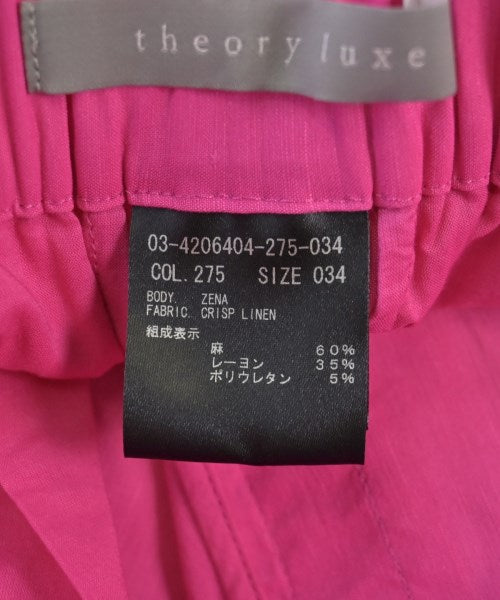 theory luxe
03-4206404-275-034
COL. 275 SIZE 034
BODY. ZENA
FABRIC. CRISP LINEN
組成表示
麻 60%
レーヨン 35%
ポリウレタン 5%